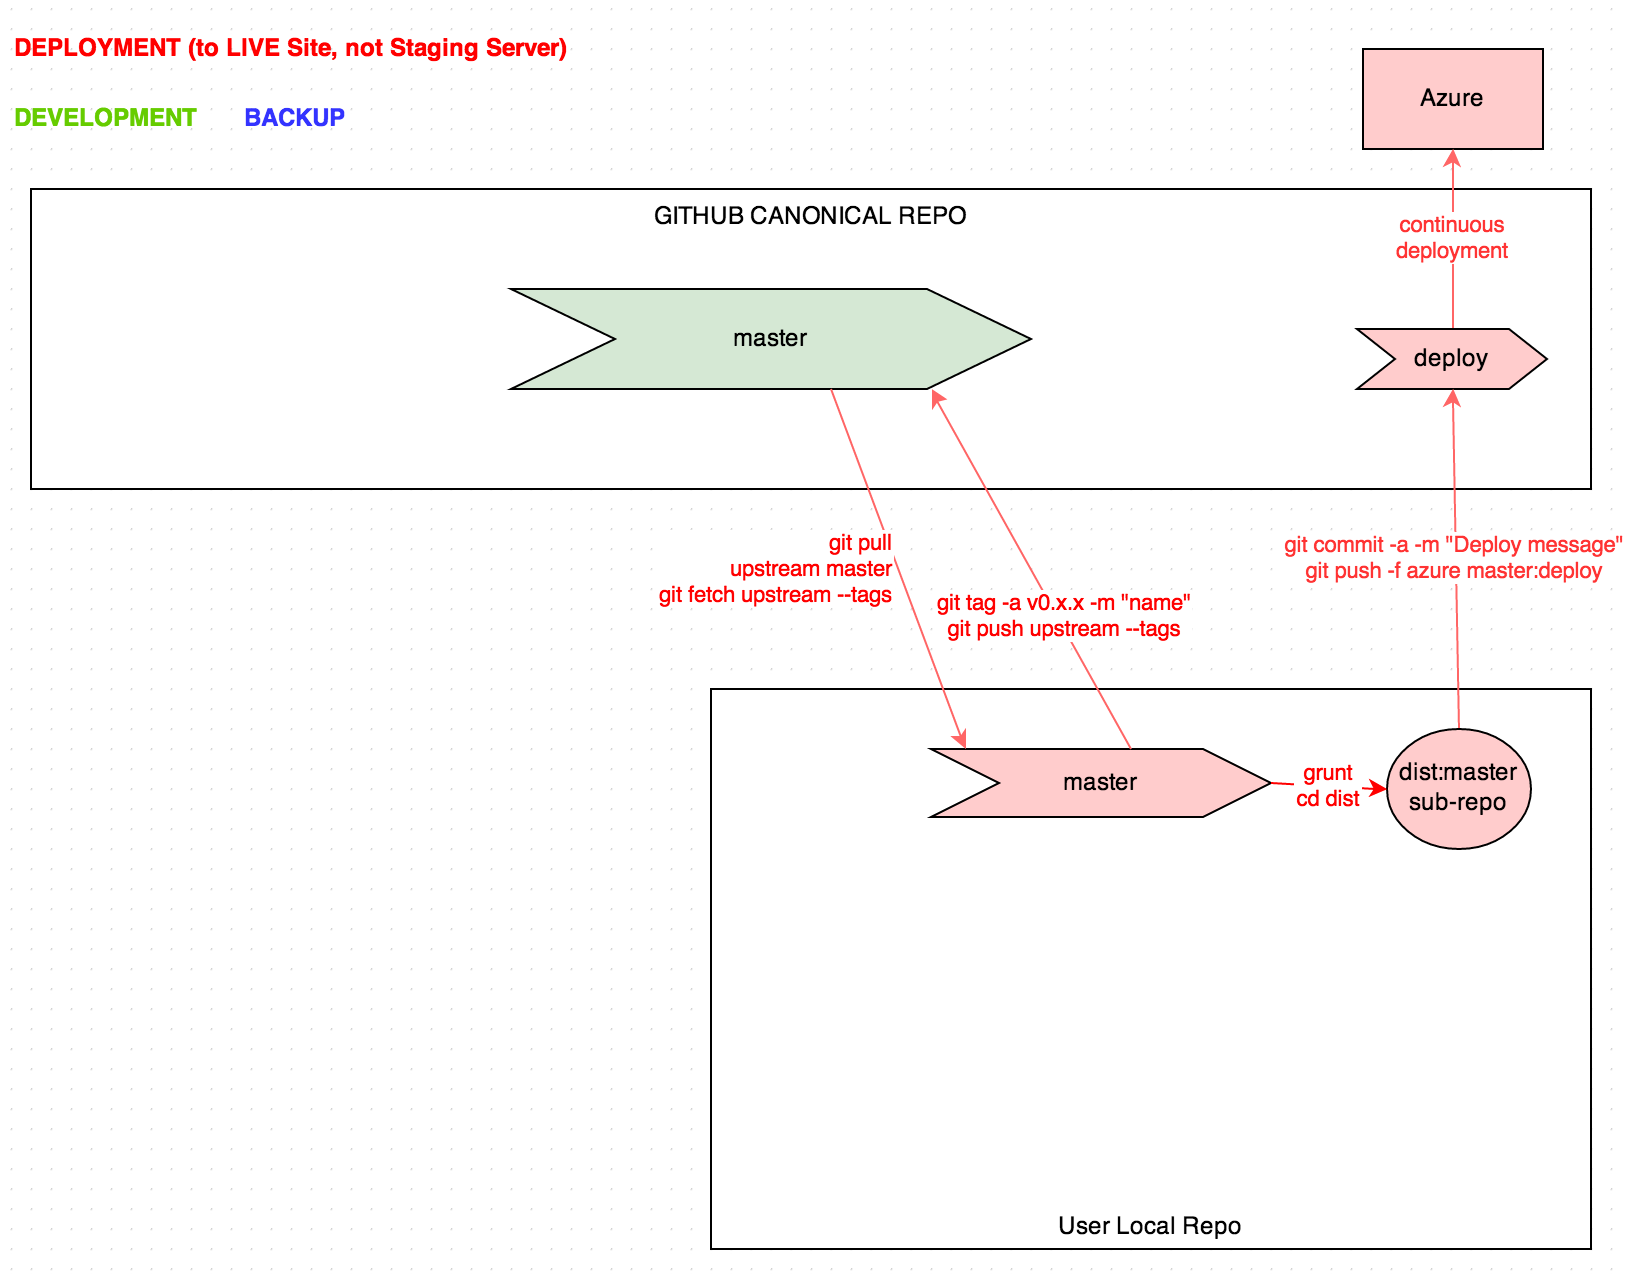 DEPLOYMENT (to LIVE Site, not Staging Server)
DEVELOPMENT
BACKUP
Azure
GITHUB CANONICAL REPO
continuous
deployment
master
deploy
git pull
upstream master
git fetch upstream --tags
git tag -a v0.x.x -m "name"
git push upstream --tags
git commit -a -m "Deploy message"
git push -f azure master:deploy
master
grunt
cd dist
dist:master
sub-repo
User Local Repo